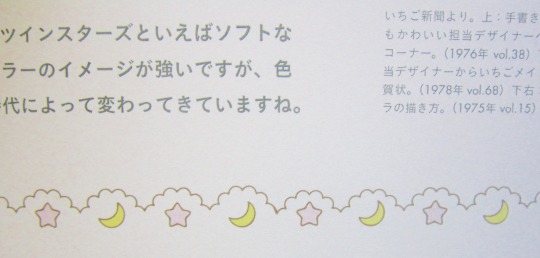 ツインスターズといえばソフトな
ラーのイメージが強いですが、色
代によって変わってきていますね。
いちご新聞より。上：手書き
もかわいい担当デザイナー
コーナー。（1976年 vol.38）
当デザイナーからいちごメイ
賀状。（1978年 vol.68）下右
ラの描き方。（1975年 vol.15）